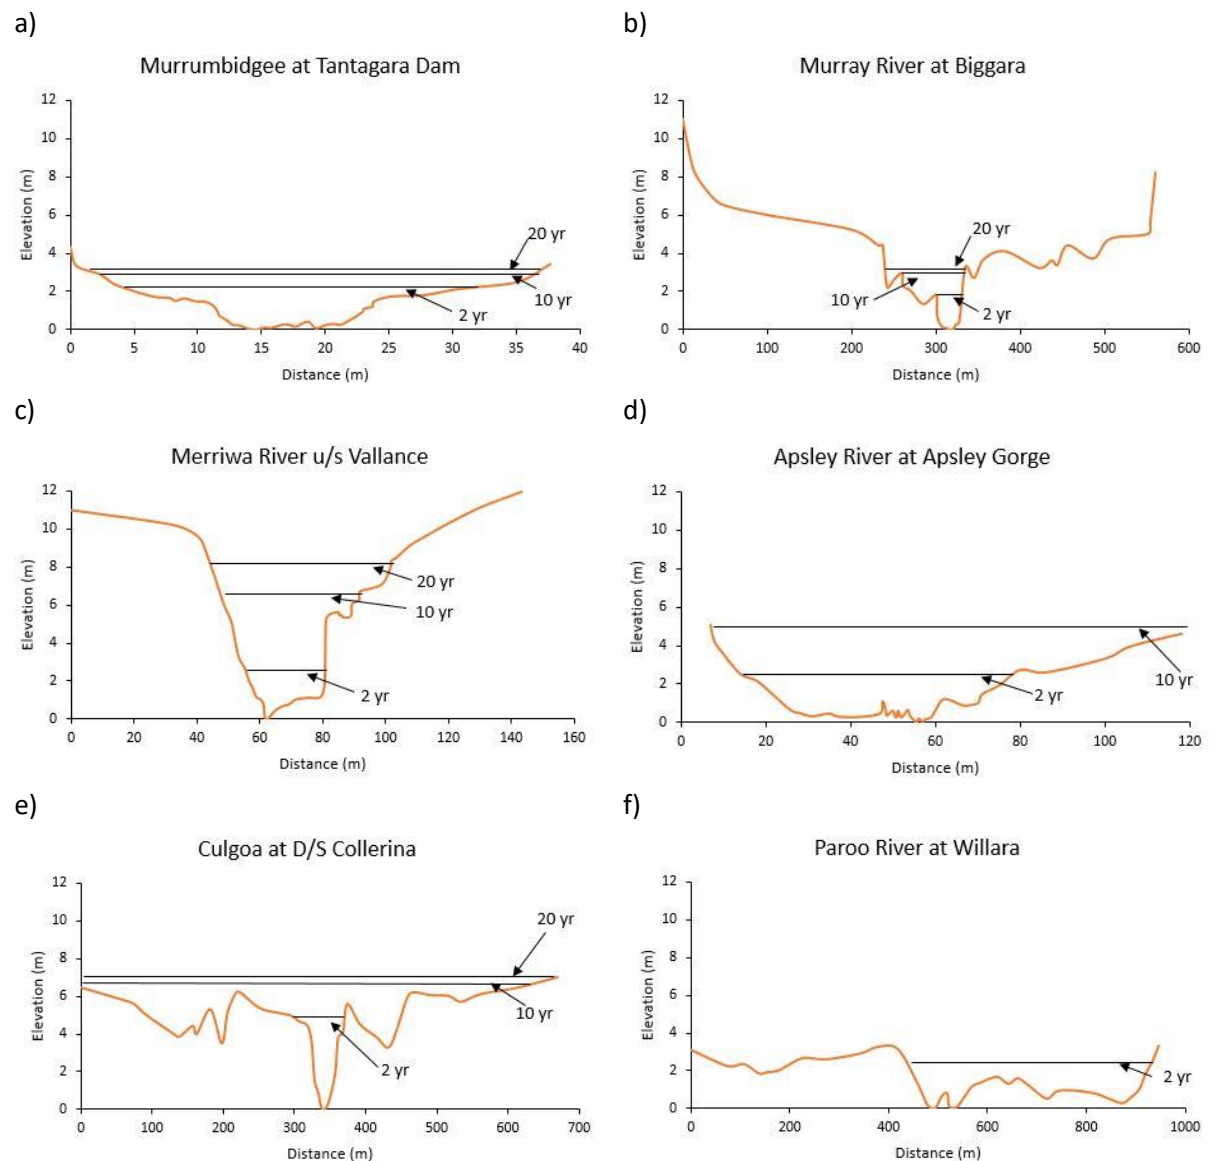 a)
Murrumbidgee at Tantagara Dam
12
10
8
6
4
2
0
Elevation (m)
20 yr
10 yr
2 yr
0 5 10 15 20 25 30 35 40
Distance (m)
b)
Murray River at Biggara
12
10
8
6
4
2
0
Elevation (m)
20 yr
10 yr
2 yr
0 100 200 300 400 500 600
Distance (m)
c)
Merriwa River u/s Vallance
12
10
8
6
4
2
0
Elevation (m)
20 yr
10 yr
2 yr
0 20 40 60 80 100 120 140 160
Distance (m)
d)
Apsley River at Apsley Gorge
12
10
8
6
4
2
0
Elevation (m)
10 yr
2 yr
0 20 40 60 80 100 120
Distance (m)
e)
Culgoa at D/S Collerina
12
10
8
6
4
2
0
Elevation (m)
20 yr
10 yr
2 yr
0 100 200 300 400 500 600 700
Distance (m)
f)
Paroo River at Willara
12
10
8
6
4
2
0
Elevation (m)
2 yr
0 200 400 600 800 1000
Distance (m)